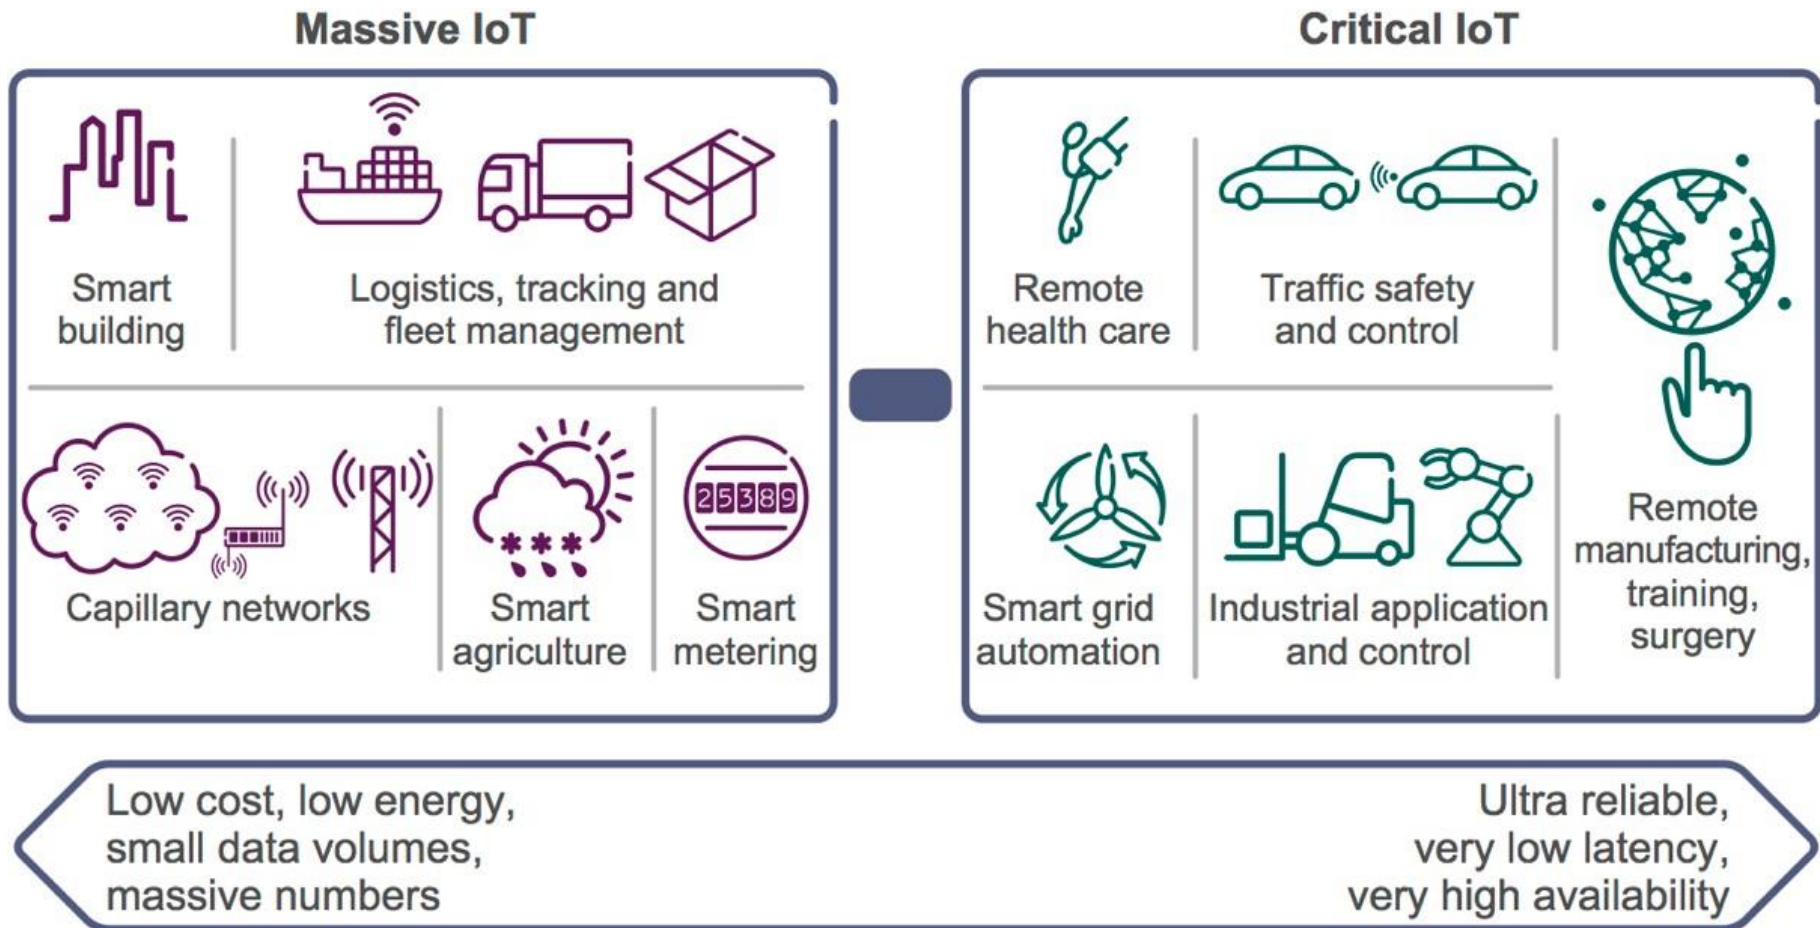 Massive IoT
Critical IoT
Smart
building
Logistics, tracking and
fleet management
Capillary networks
Smart
agriculture
25389
Smart
metering
Remote
health care
Traffic safety
and control
Smart grid
automation
Industrial application
and control
Remote
manufacturing,
training,
surgery
Low cost, low energy,
small data volumes,
massive numbers
Ultra reliable,
very low latency,
very high availability